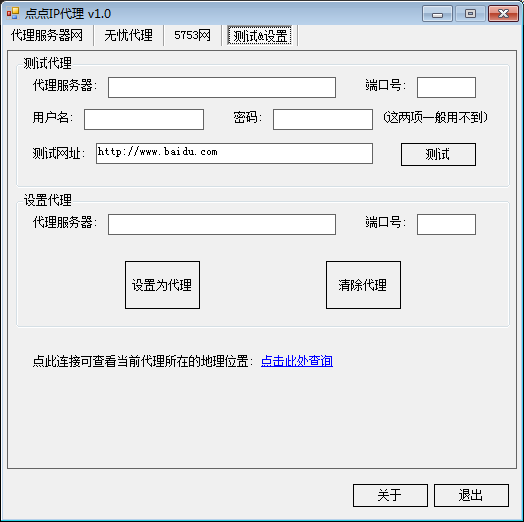 点点IP代理 v1.0
代理服务器网 无忧代理 5753网 测试&设置
测试代理
代理服务器: 端口号:
用户名: 密码: (这两项一般用不到)
测试网址: http://www.baidu.com 测试
设置代理
代理服务器: 端口号:
设置为代理 清除代理
点此连接可查看当前代理所在的地理位置: 点击此处查询
关于 退出